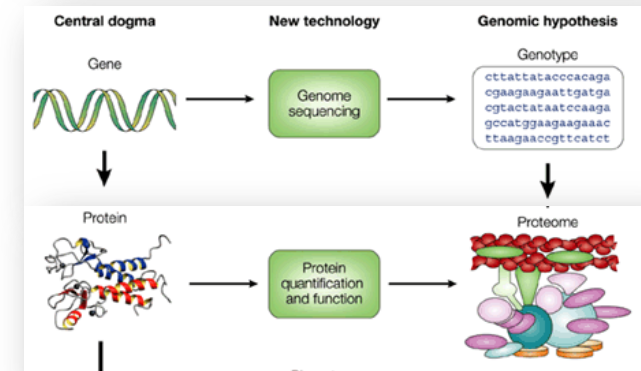 Central dogma
New technology
Genomic hypothesis
Gene
Genome
sequencing
Genotype
cttattatacccacaga
cgaagaagaattgatga
cgtactataatccaaga
gccatggaagaagaaac
ttaagaaccgttcatct
Protein
Protein
quantification
and function
Proteome